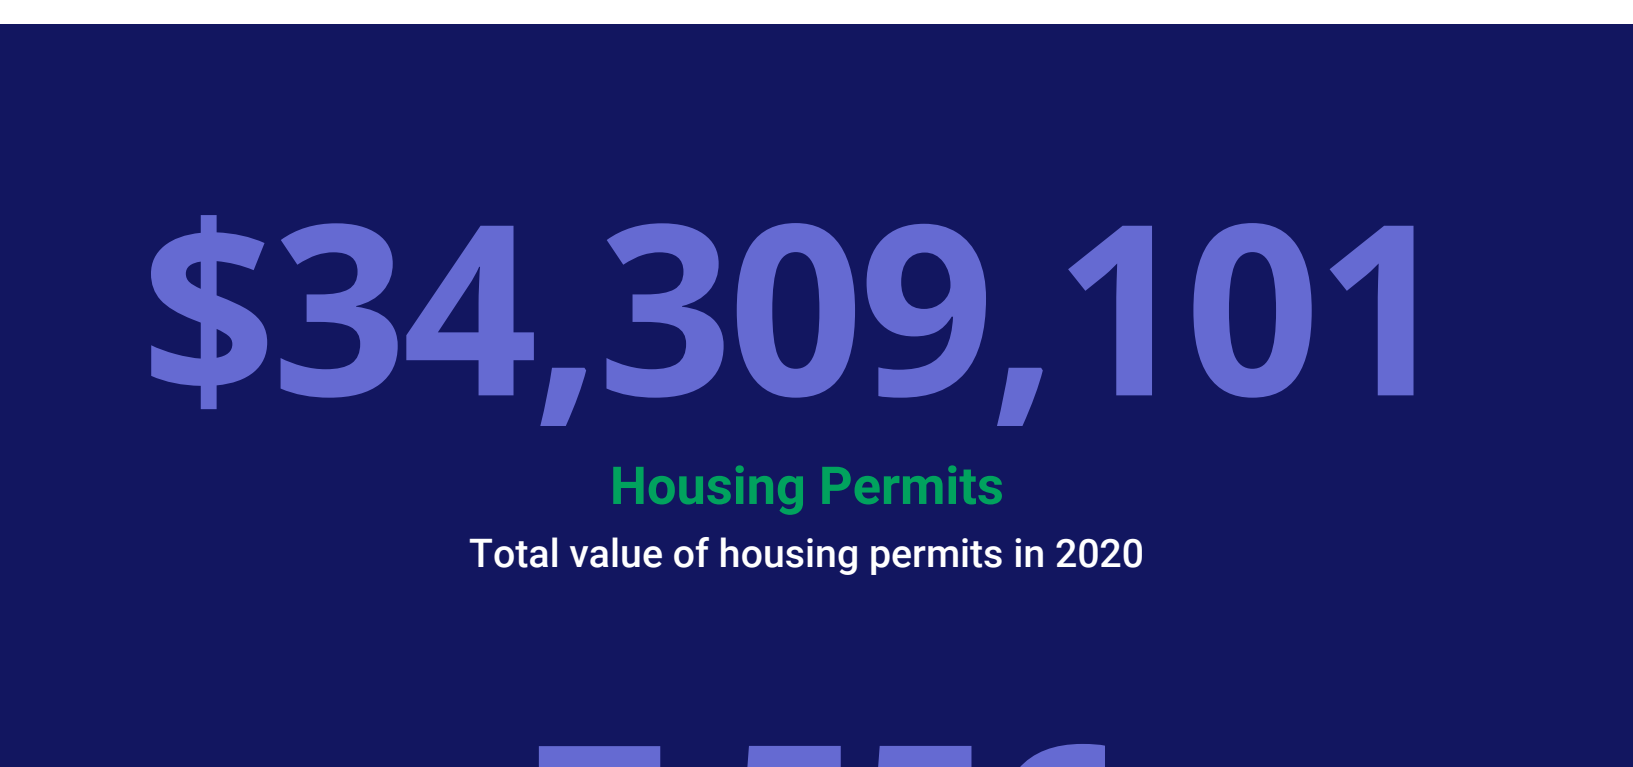 $34,309,101
Housing Permits
Total value of housing permits in 2020